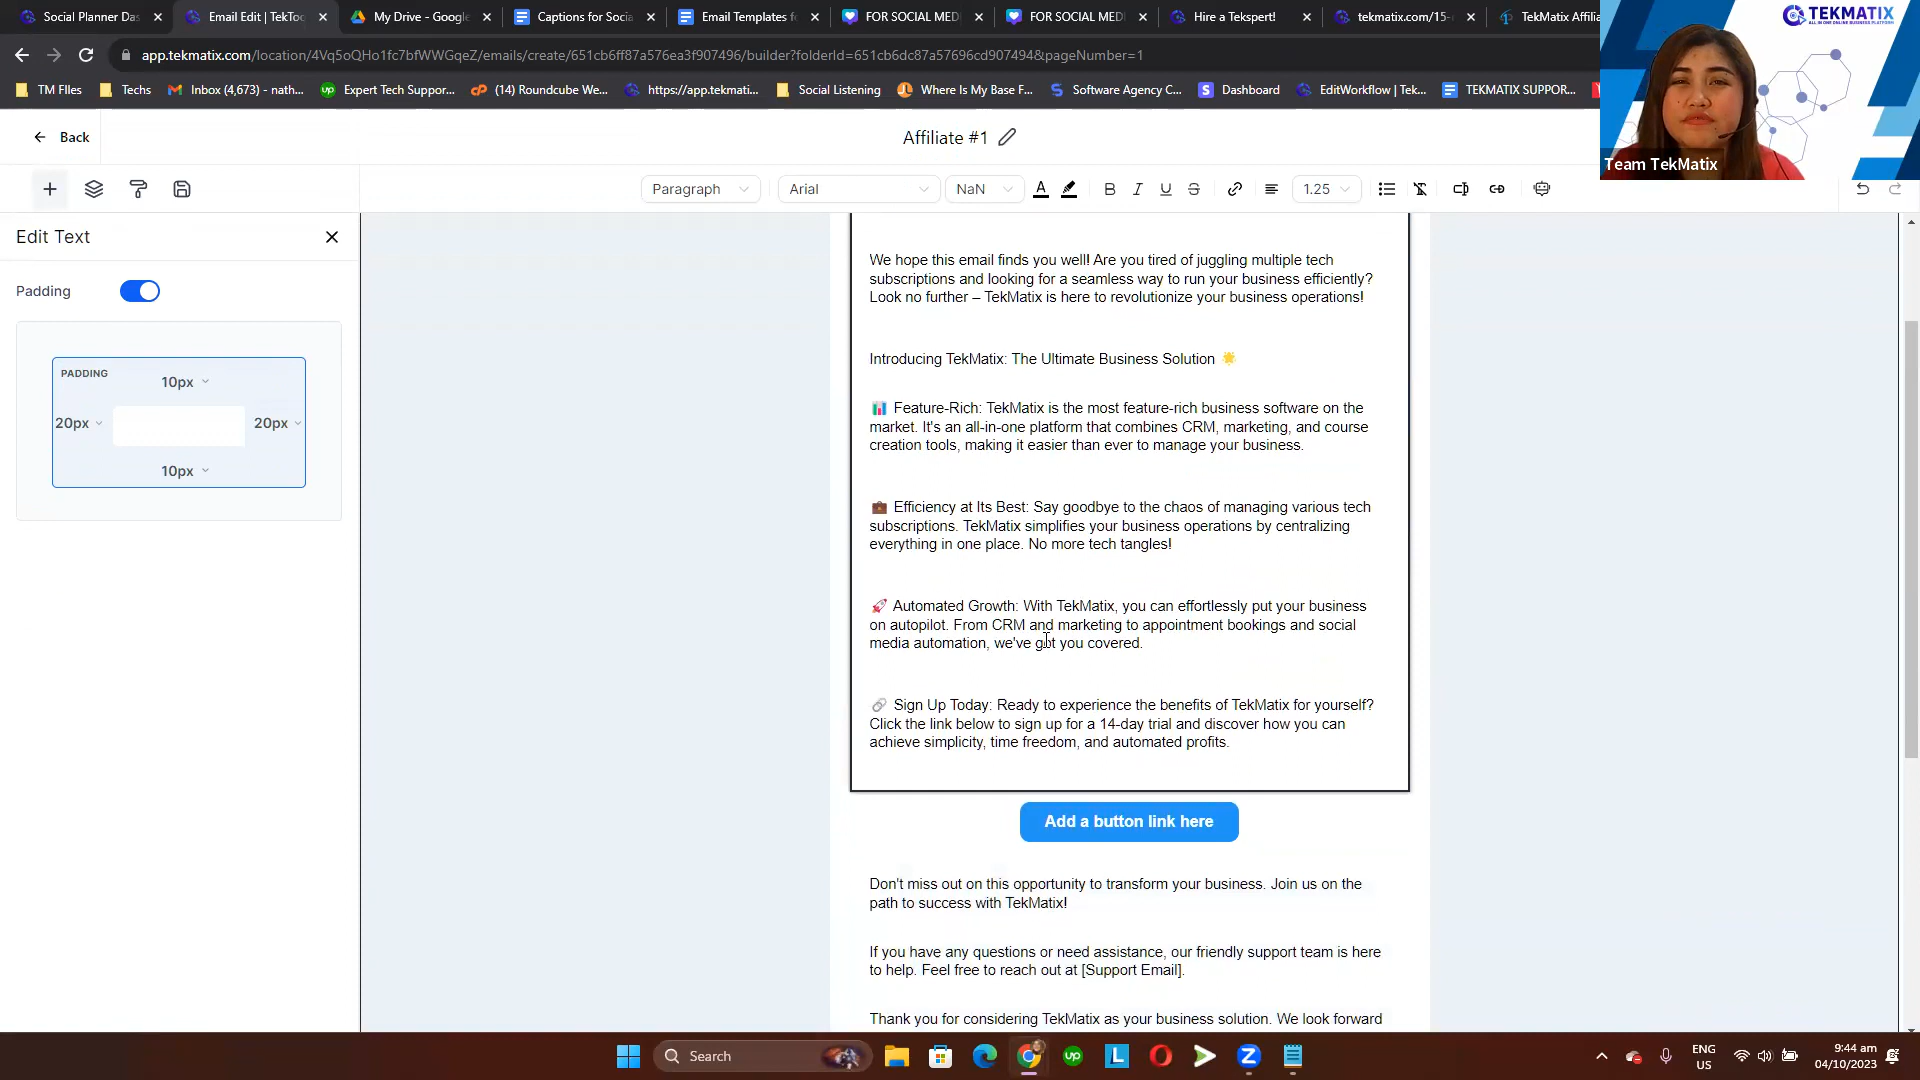 Social Planner Das
Email Edit | TekToo
My Drive - Google
Captions for Socia
Email Templates fo
FOR SOCIAL MED
FOR SOCIAL MED
Hire a Tekspert!
tekmatix.com/15-
TekMatix Affilia
TEKMATIX
ALL IN ONE ONLINE BUSINESS PLATFORM
app.tekmatix.com/location/4Vq5oQHo1fc7bfWWGqeZ/emails/create/651cb6ff87a576ea3f907496/builder?folderId=651cb6dc87a57696cd907494&pageNumber=1
TM FIles
Techs
Inbox (4,673) - nath...
Expert Tech Suppor...
(14) Roundcube We...
https://app.tekmati...
Social Listening
Where Is My Base F...
Software Agency C...
Dashboard
EditWorkflow | Tek...
TEKMATIX SUPPOR...
Team TekMatix
Back
Affiliate #1
Paragraph
Arial
NaN
A
B
I
U
S
1.25
Edit Text
Padding
PADDING
10px
20px
20px
10px
We hope this email finds you well! Are you tired of juggling multiple tech
subscriptions and looking for a seamless way to run your business efficiently?
Look no further – TekMatix is here to revolutionize your business operations!
Introducing TekMatix: The Ultimate Business Solution 🌟
📊 Feature-Rich: TekMatix is the most feature-rich business software on the
market. It's an all-in-one platform that combines CRM, marketing, and course
creation tools, making it easier than ever to manage your business.
💼 Efficiency at Its Best: Say goodbye to the chaos of managing various tech
subscriptions. TekMatix simplifies your business operations by centralizing
everything in one place. No more tech tangles!
🚀 Automated Growth: With TekMatix, you can effortlessly put your business
on autopilot. From CRM and marketing to appointment bookings and social
media automation, we've got you covered.
🔗 Sign Up Today: Ready to experience the benefits of TekMatix for yourself?
Click the link below to sign up for a 14-day trial and discover how you can
achieve simplicity, time freedom, and automated profits.
Add a button link here
Don't miss out on this opportunity to transform your business. Join us on the
path to success with TekMatix!
If you have any questions or need assistance, our friendly support team is here
to help. Feel free to reach out at [Support Email].
Thank you for considering TekMatix as your business solution. We look forward
Search
ENG
US
9:44 am
04/10/2023